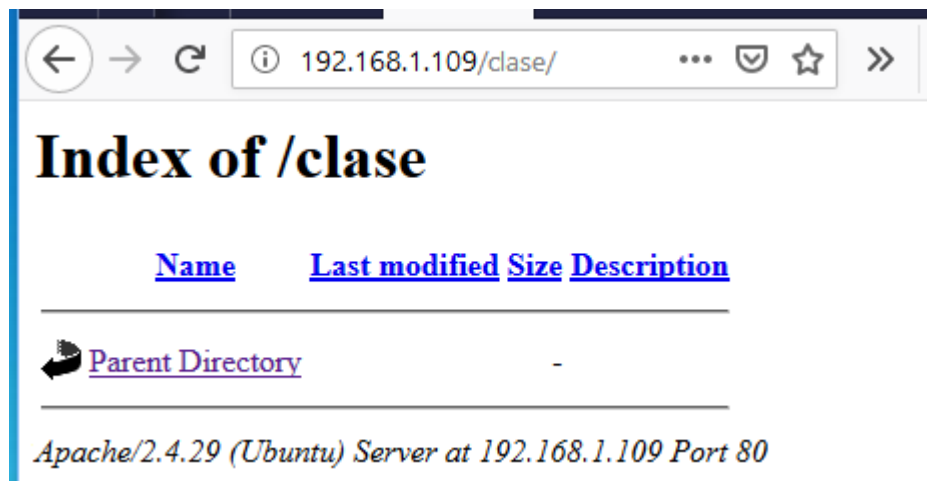 192.168.1.109/clase/
Index of /clase
Name Last modified Size Description
Parent Directory -
Apache/2.4.29 (Ubuntu) Server at 192.168.1.109 Port 80